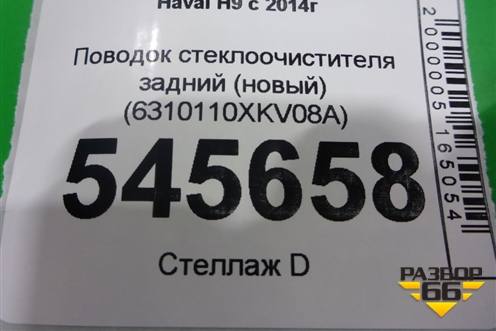 Haval H9 с 2014г
Поводок стеклоочистителя
задний (новый)
(6310110XKV08A)
545658
Стеллаж D
2000005165054
РАЗБОР
66